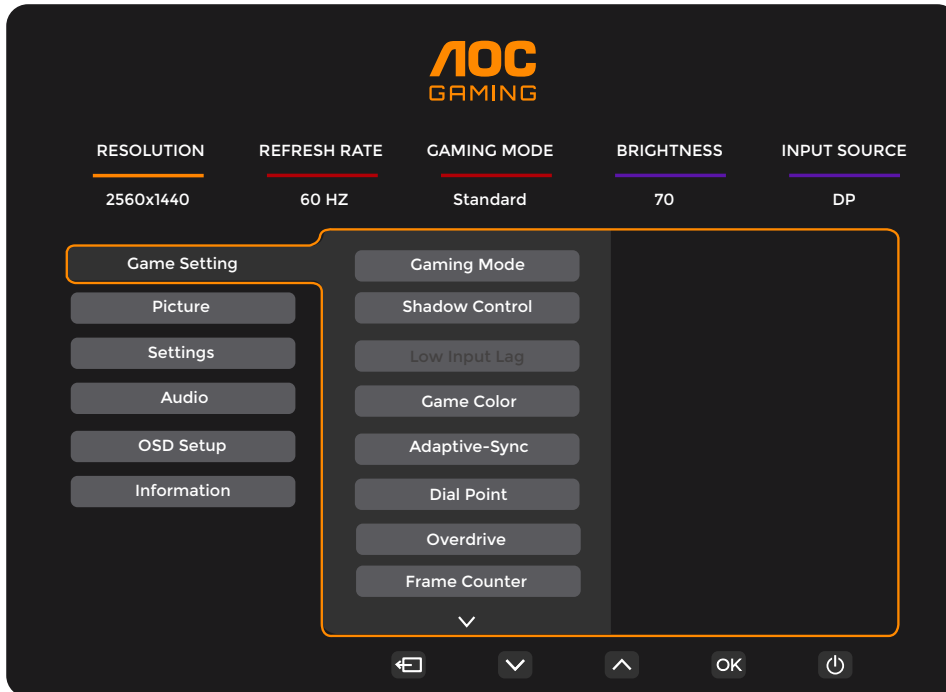 AOC
GAMING
RESOLUTION REFRESH RATE GAMING MODE BRIGHTNESS INPUT SOURCE
2560x1440 60 HZ Standard 70 DP
Game Setting
Picture
Settings
Audio
OSD Setup
Information
Gaming Mode
Shadow Control
Low Input Lag
Game Color
Adaptive-Sync
Dial Point
Overdrive
Frame Counter
OK